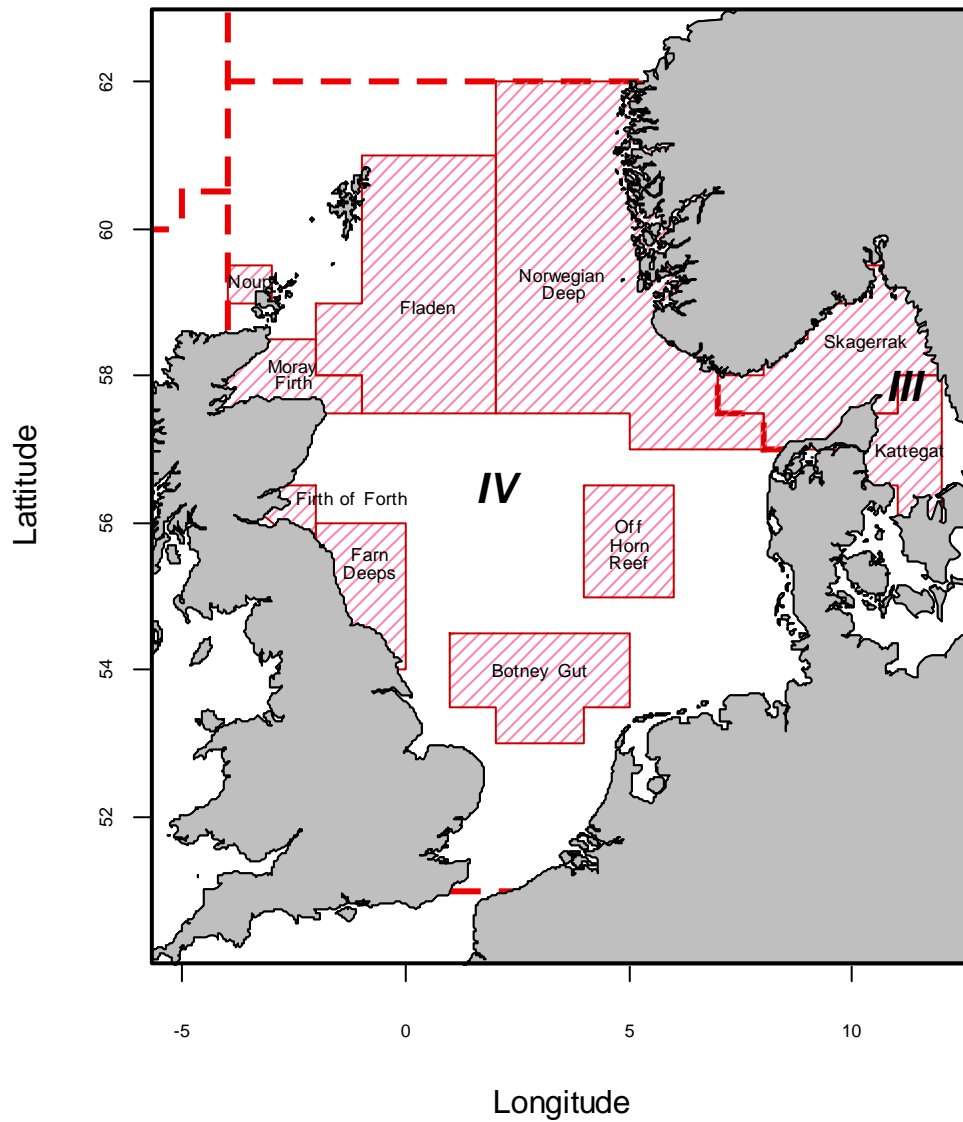 62
60
58
56
54
52
Lattitude
Noup
Fladen
Norwegian
Deep
Skagerrak
Moray
Firth
III
Kattegat
IV
Firth of Forth
Farn
Deeps
Off
Horn
Reef
Botney Gut
-5
0
5
10
Longitude